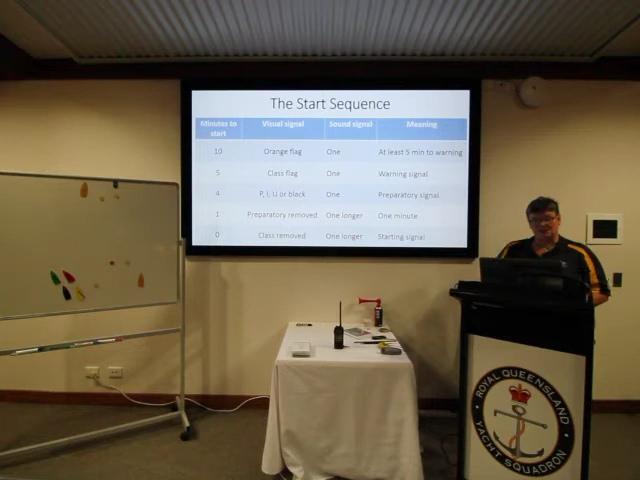 The Start Sequence
Minutes to start Visual signal Sound signal Meaning
10 Orange flag One At least 5 min to warning
5 Class flag One Warning signal
4 P, I, U or black One Preparatory signal
1 Preparatory removed One longer One minute
0 Class removed One longer Starting signal
ROYAL QUEENSLAND
YACHT SQUADRON